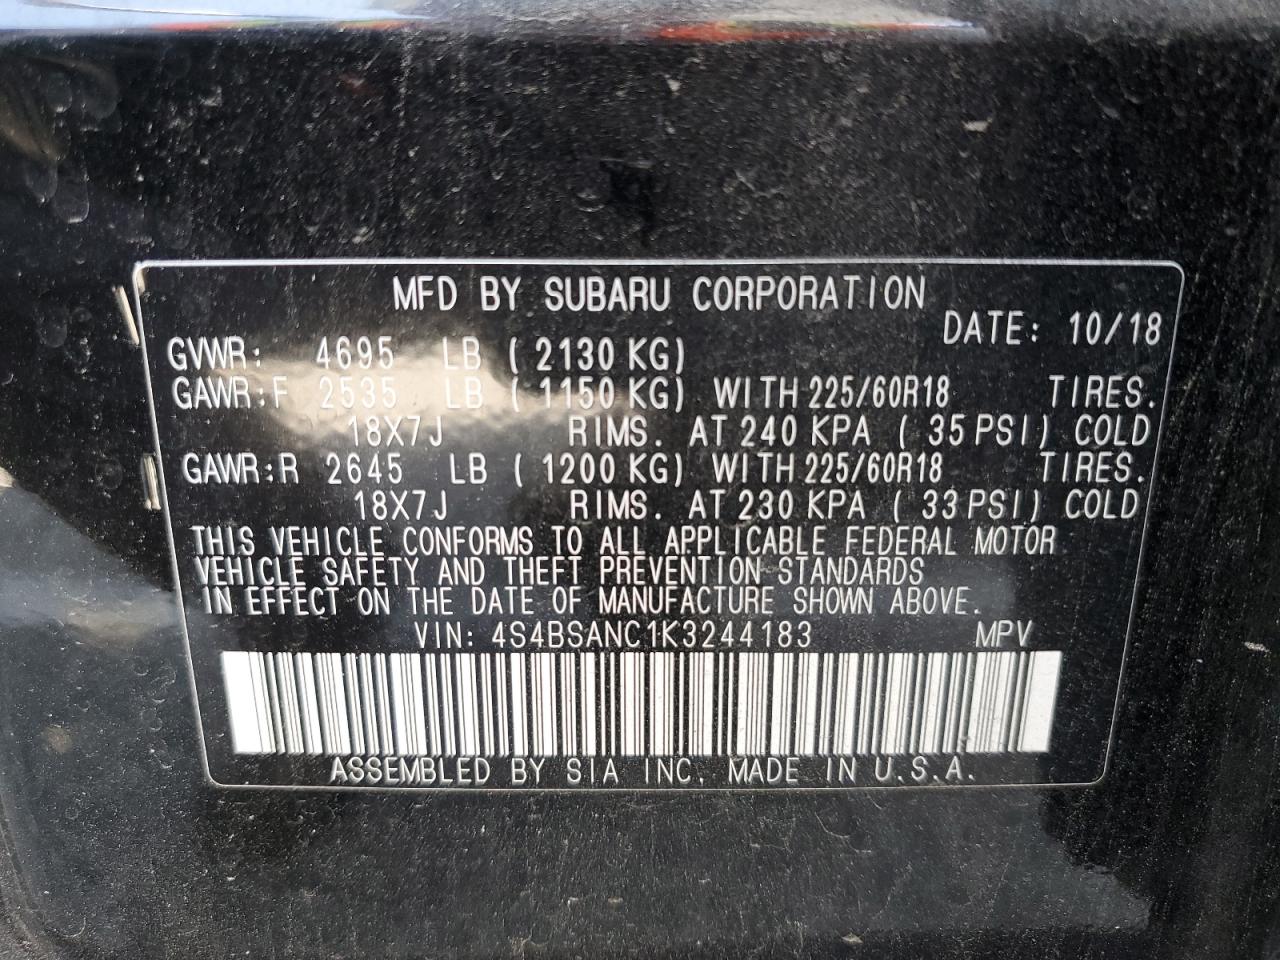 MFD BY SUBARU CORPORATION
DATE: 10/18
GVWR: 4695 LB (2130 KG)
GAWR:F 2535 LB (1150 KG) WITH 225/60R18 TIRES.
18X7J RIMS. AT 240 KPA (35 PSI) COLD
GAWR:R 2645 LB (1200 KG) WITH 225/60R18 TIRES.
18X7J RIMS. AT 230 KPA (33 PSI) COLD
THIS VEHICLE CONFORMS TO ALL APPLICABLE FEDERAL MOTOR
VEHICLE SAFETY AND THEFT PREVENTION STANDARDS
IN EFFECT ON THE DATE OF MANUFACTURE SHOWN ABOVE.
VIN: 4S4BSANC1K3244183 MPV
ASSEMBLED BY SIA INC. MADE IN U.S.A.